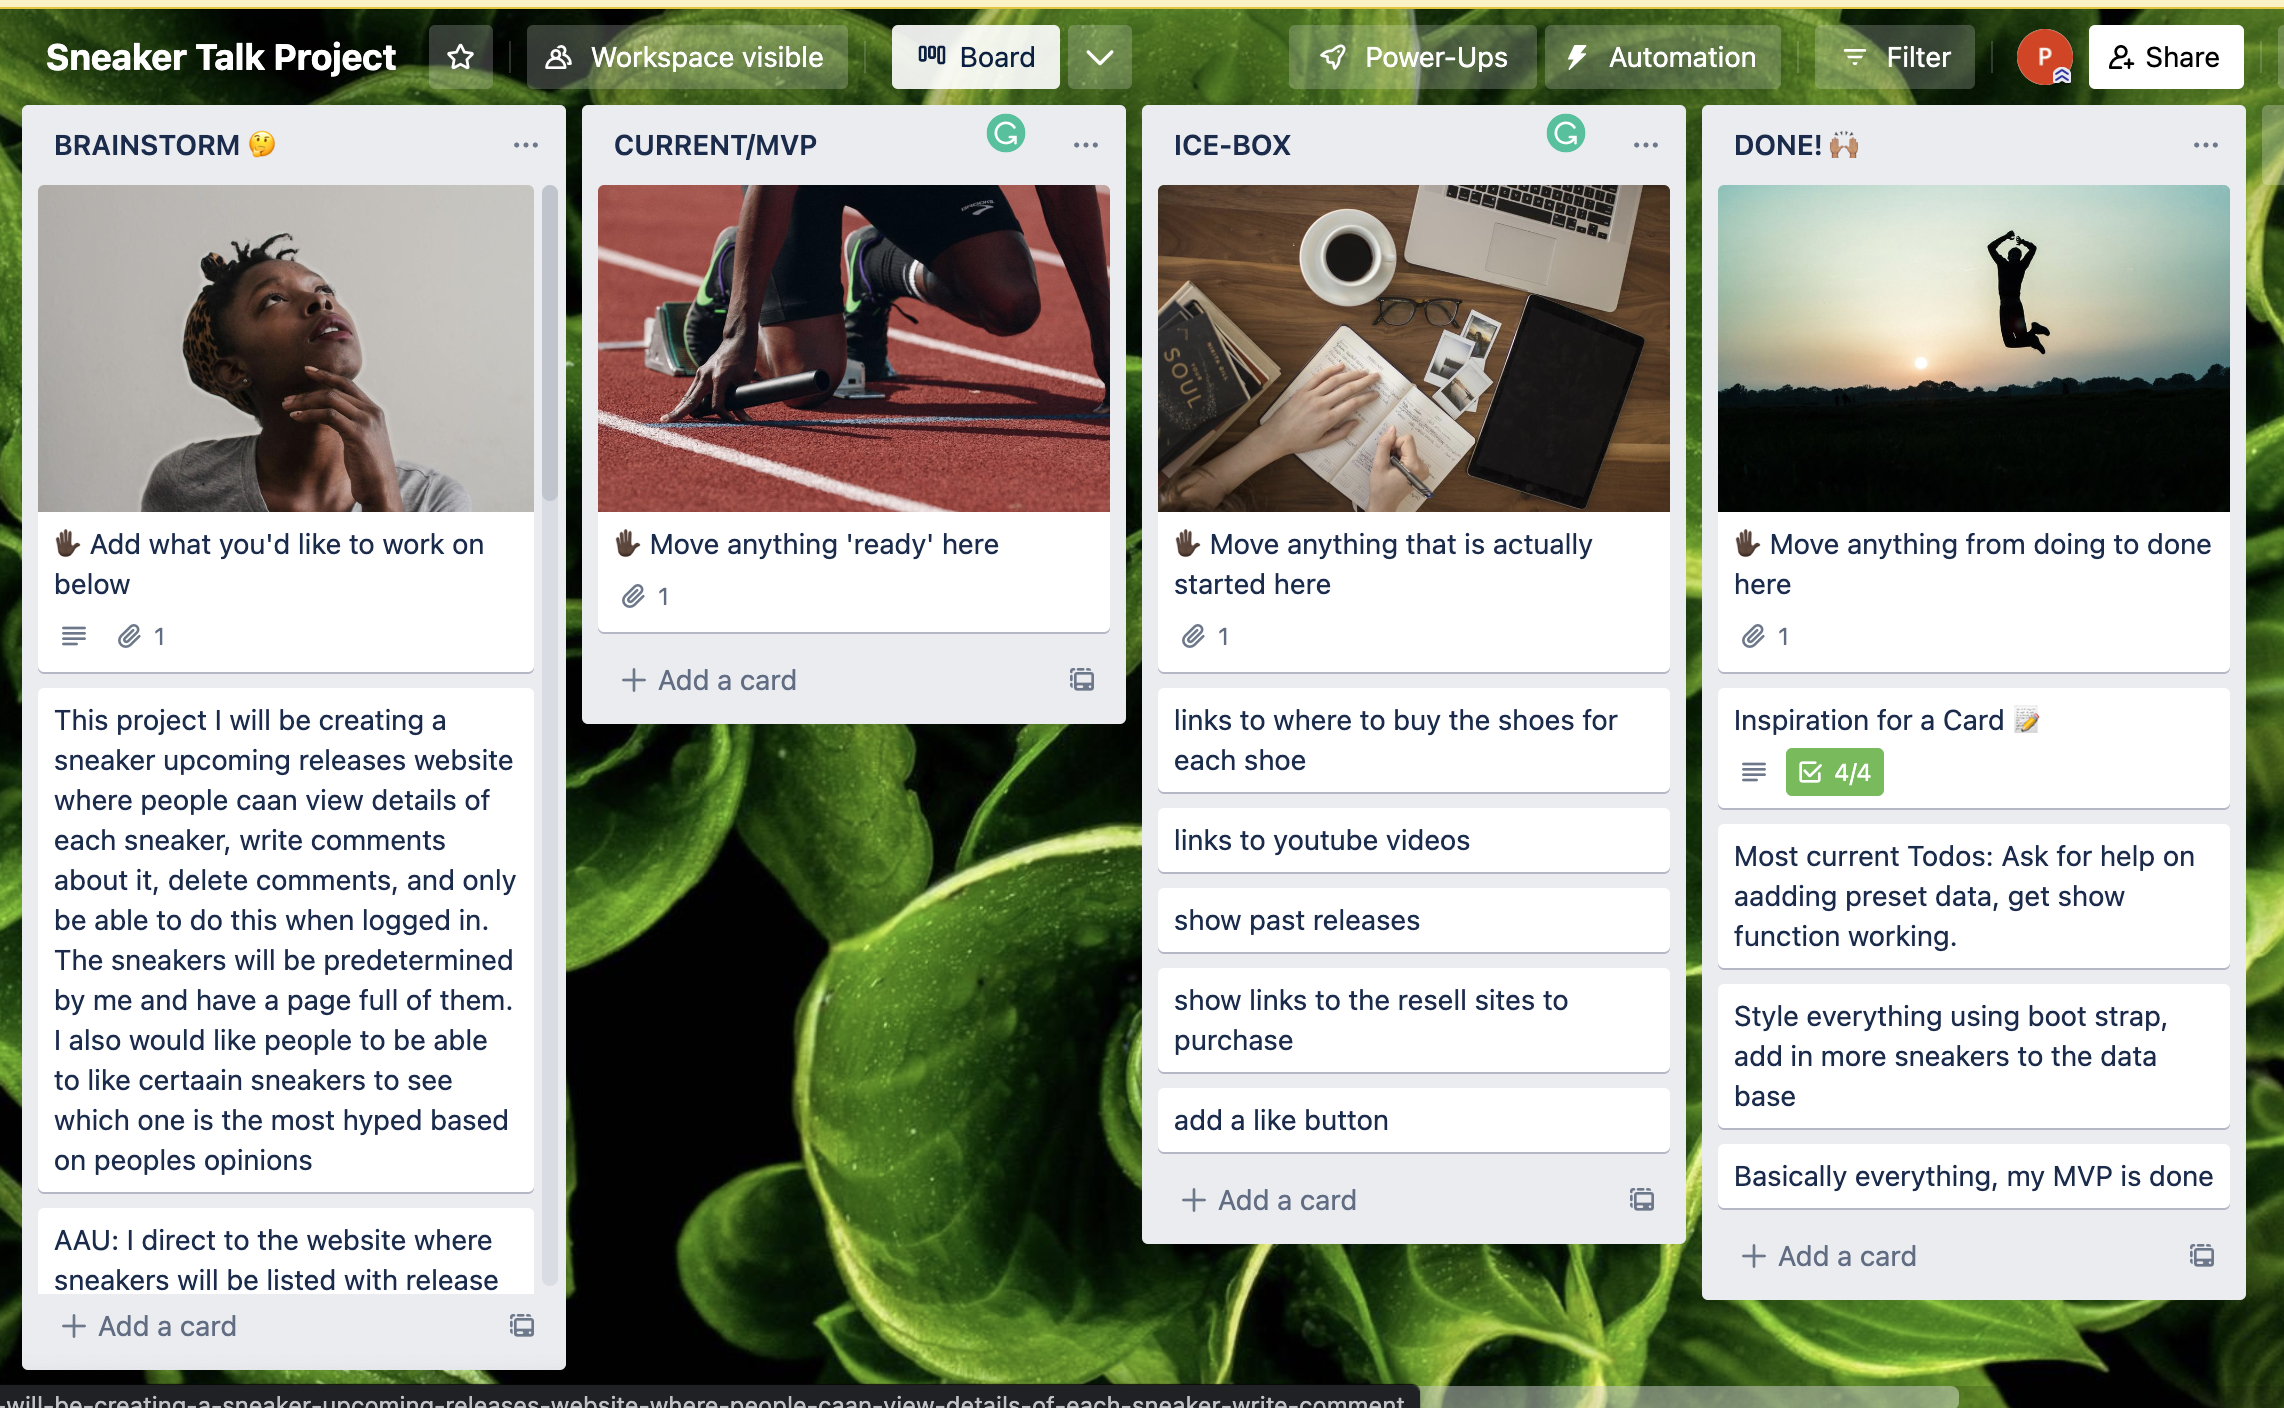 Sneaker Talk Project
Workspace visible
Board
Power-Ups
Automation
Filter
P
Share
BRAINSTORM 🤔
Add what you'd like to work on
below
1
This project I will be creating a
sneaker upcoming releases website
where people caan view details of
each sneaker, write comments
about it, delete comments, and only
be able to do this when logged in.
The sneakers will be predetermined
by me and have a page full of them.
I also would like people to be able
to like certaain sneakers to see
which one is the most hyped based
on peoples opinions
AAU: I direct to the website where
sneakers will be listed with release
+ Add a card
CURRENT/MVP
BROOKS
🖐🏿 Move anything 'ready' here
1
+ Add a card
ICE-BOX
SOUL
🖐🏿 Move anything that is actually
started here
1
links to where to buy the shoes for
each shoe
links to youtube videos
show past releases
show links to the resell sites to
purchase
add a like button
+ Add a card
DONE! 🙌🏽
🖐🏿 Move anything from doing to done
here
1
Inspiration for a Card 📝
4/4
Most current Todos: Ask for help on
aadding preset data, get show
function working.
Style everything using boot strap,
add in more sneakers to the data
base
Basically everything, my MVP is done
+ Add a card
-will-be-creating-a-sneaker-upcoming-releases-website-where-people-caan-view-details-of-each-sneaker-write-comment